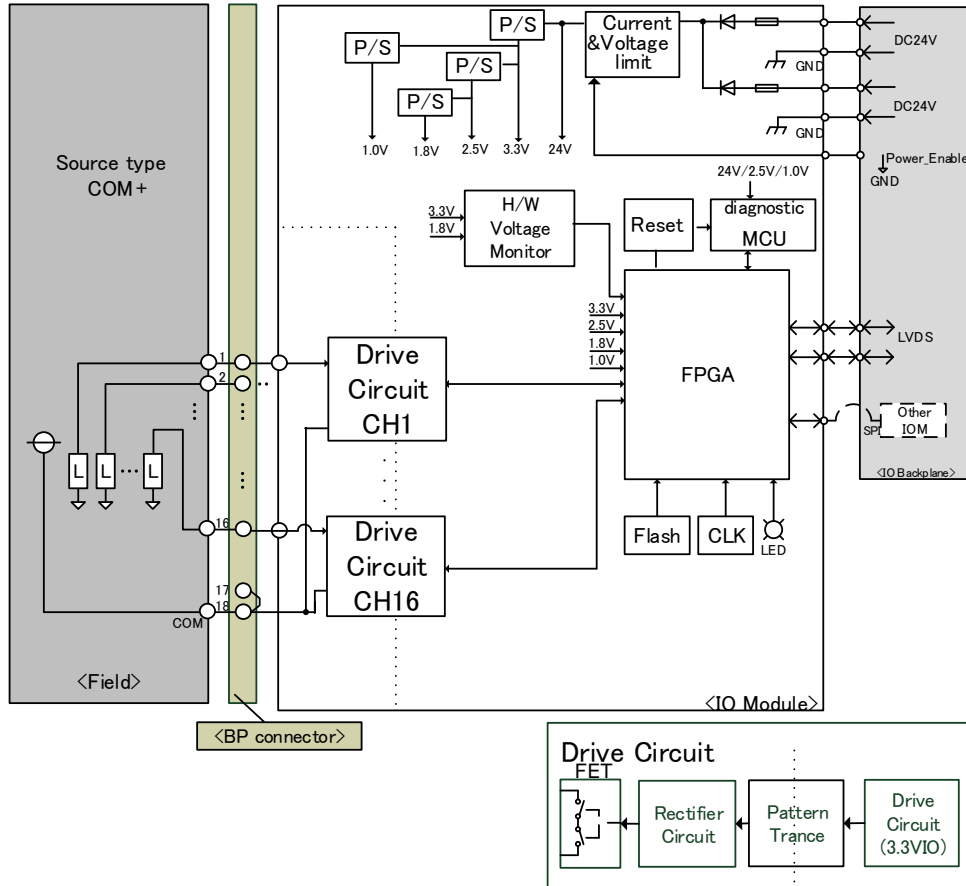 Source type
COM+
1
2
16
17
18
COM
<Field>
<BP connector>
P/S
P/S
P/S
P/S
1.0V
1.8V
2.5V
3.3V
24V
Current
&Voltage
limit
GND
GND
DC24V
DC24V
Power_Enable
GND
24V/2.5V/1.0V
3.3V
1.8V
H/W
Voltage
Monitor
Reset
diagnostic
MCU
3.3V
2.5V
1.8V
1.0V
FPGA
LVDS
SPI
Other
IOM
<IO Backplane>
Drive
Circuit
CH1
L
L
L
Drive
Circuit
CH16
Flash
CLK
LED
<IO Module>
Drive Circuit
FET
Rectifier
Circuit
Pattern
Trance
Drive
Circuit
(3.3VIO)